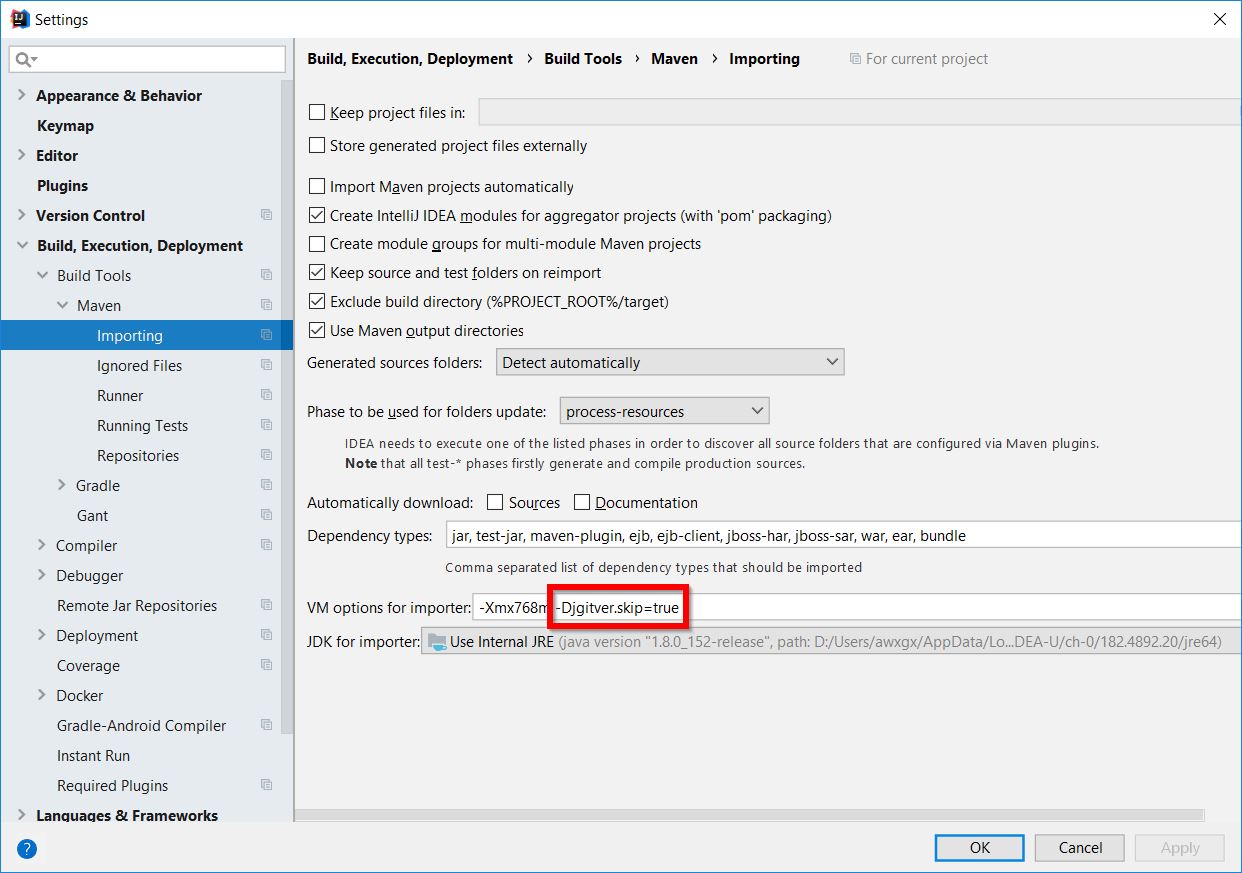 Settings
Appearance & Behavior
Keymap
Editor
Plugins
Version Control
Build, Execution, Deployment
Build Tools
Maven
Importing
Ignored Files
Runner
Running Tests
Repositories
Gradle
Gant
Compiler
Debugger
Remote Jar Repositories
Deployment
Coverage
Docker
Gradle-Android Compiler
Instant Run
Required Plugins
Languages & Frameworks
Build, Execution, Deployment › Build Tools › Maven › Importing For current project
Keep project files in:
Store generated project files externally
Import Maven projects automatically
Create IntelliJ IDEA modules for aggregator projects (with 'pom' packaging)
Create module groups for multi-module Maven projects
Keep source and test folders on reimport
Exclude build directory (%PROJECT_ROOT%/target)
Use Maven output directories
Generated sources folders: Detect automatically
Phase to be used for folders update: process-resources
IDEA needs to execute one of the listed phases in order to discover all source folders that are configured via Maven plugins.
Note that all test-* phases firstly generate and compile production sources.
Automatically download: Sources Documentation
Dependency types: jar, test-jar, maven-plugin, ejb, ejb-client, jboss-har, jboss-sar, war, ear, bundle
Comma separated list of dependency types that should be imported
VM options for importer: -Xmx768m -Djgitver.skip=true
JDK for importer: Use Internal JRE (java version "1.8.0_152-release", path: D:/Users/awxgx/AppData/Lo...DEA-U/ch-0/182.4892.20/jre64)
? OK Cancel Apply